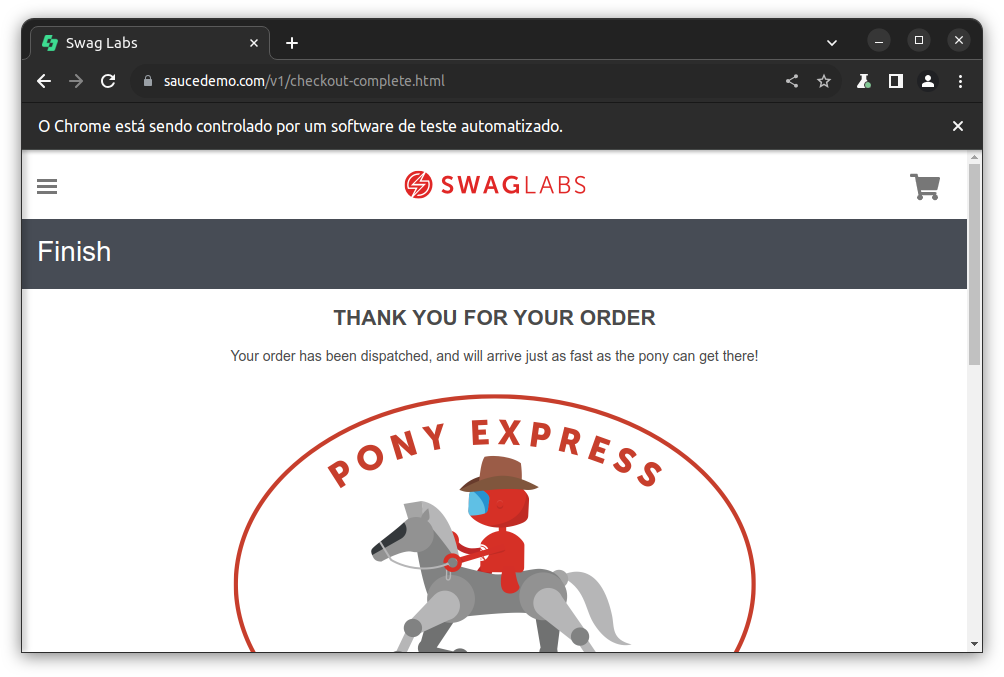 Swag Labs
saucedemo.com/v1/checkout-complete.html
O Chrome está sendo controlado por um software de teste automatizado.
SWAGLABS
Finish
THANK YOU FOR YOUR ORDER
Your order has been dispatched, and will arrive just as fast as the pony can get there!
PONY EXPRESS